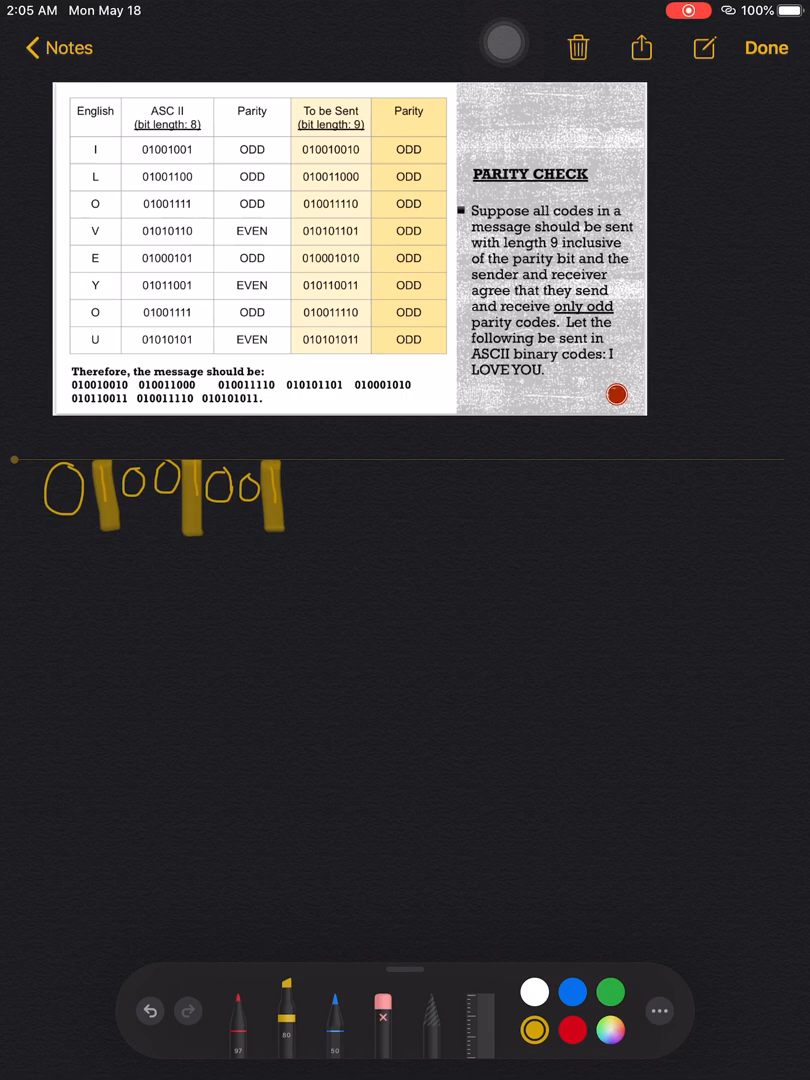 2:05 AM Mon May 18 100%
Notes Done
English ASC II (bit length: 8) Parity To be Sent (bit length: 9) Parity
I 01001001 ODD 010010010 ODD
L 01001100 ODD 010011000 ODD
O 01001111 ODD 010011110 ODD
V 01010110 EVEN 010101101 ODD
E 01000101 ODD 010001010 ODD
Y 01011001 EVEN 010110011 ODD
O 01001111 ODD 010011110 ODD
U 01010101 EVEN 010101011 ODD
Therefore, the message should be:
010010010 010011000 010011110 010101101 010001010
010110011 010011110 010101011.
PARITY CHECK
Suppose all codes in a
message should be sent
with length 9 inclusive
of the parity bit and the
sender and receiver
agree that they send
and receive only odd
parity codes. Let the
following be sent in
ASCII binary codes: I
LOVE YOU.
01001001
97 80 50